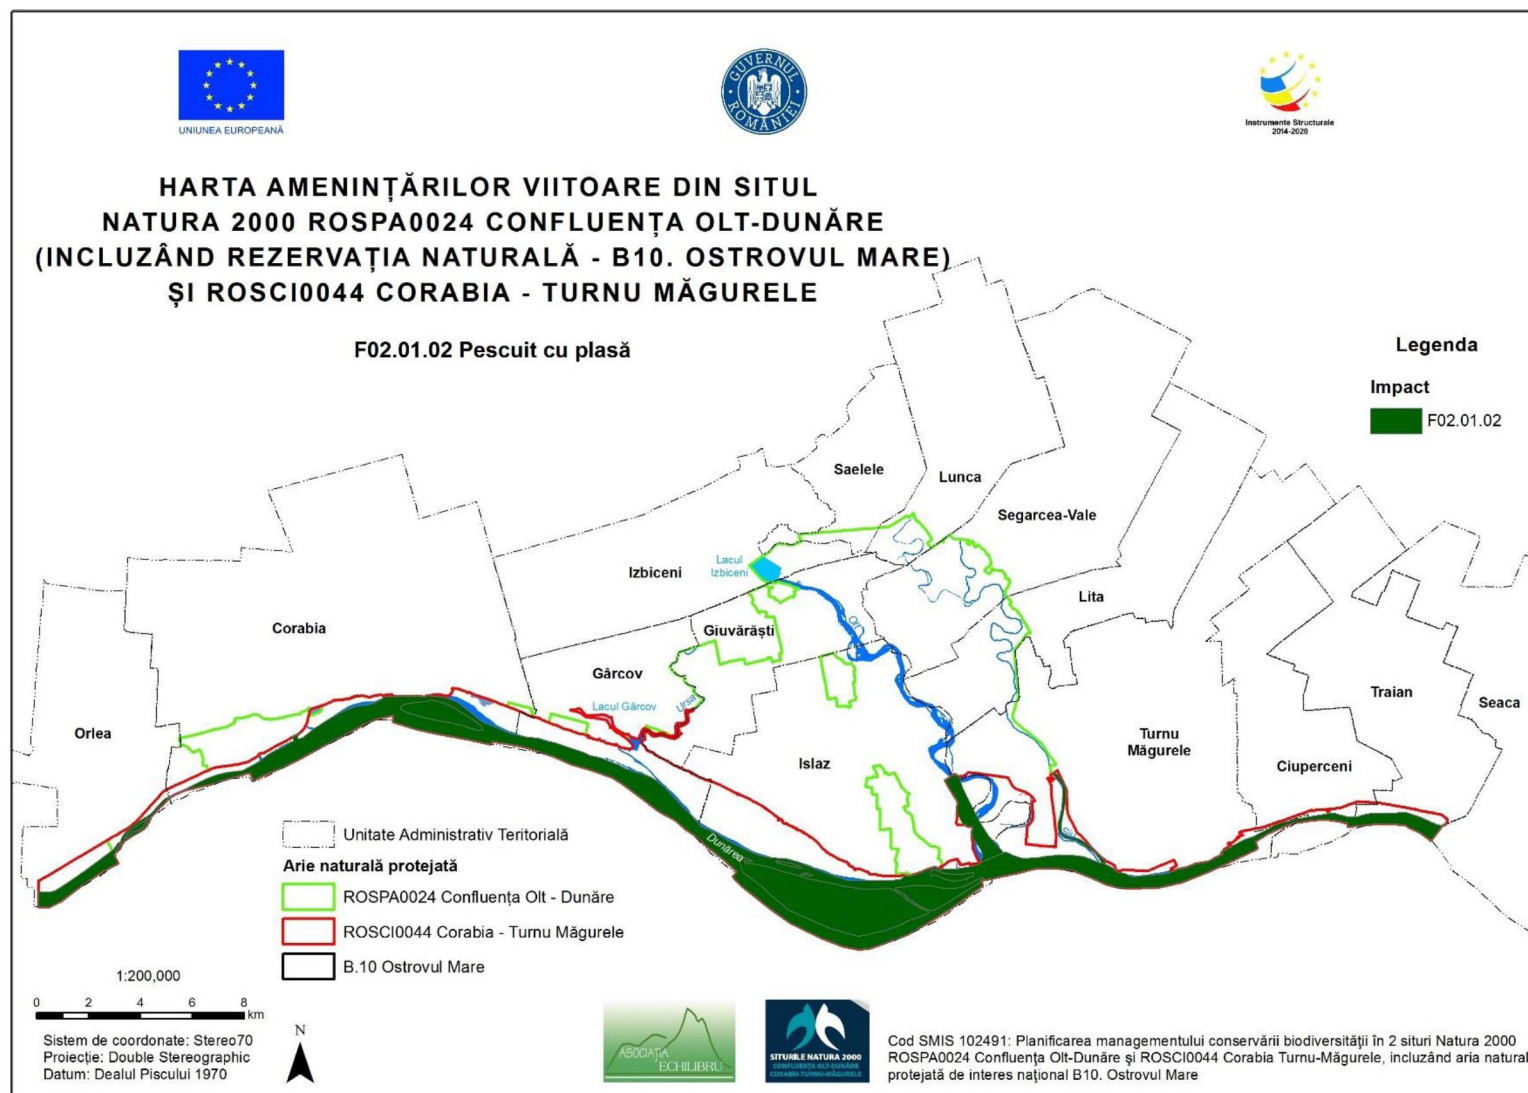 UNIUNEA EUROPEANĂ
GUVERNUL ROMÂNIEI
Instrumente Structurale
2014-2020
HARTA AMENINȚĂRILOR VIITOARE DIN SITUL
NATURA 2000 ROSPA0024 CONFLUENȚA OLT-DUNĂRE
(INCLUZÂND REZERVAȚIA NATURALĂ - B10. OSTROVUL MARE)
ȘI ROSCI0044 CORABIA - TURNU MĂGURELE
F02.01.02 Pescuit cu plasă
Legenda
Impact
F02.01.02
Saelele
Lunca
Segarcea-Vale
Lacul
Izbiceni
Izbiceni
Lita
Corabia
Giuvărăști
Olt
Gârcov
Lacul Gârcov
Ursa
Orlea
Islaz
Turnu
Măgurele
Traian
Seaca
Ciuperceni
Dunărea
Unitate Administrativ Teritorială
Arie naturală protejată
ROSPA0024 Confluența Olt - Dunăre
ROSCI0044 Corabia - Turnu Măgurele
B.10 Ostrovul Mare
1:200,000
0 2 4 6 8
km
N
Sistem de coordonate: Stereo70
Proiecție: Double Stereographic
Datum: Dealul Piscului 1970
ASOCIAȚIA
ECHILIBRU
SITURILE NATURA 2000
CONFLUENȚA OLT-DUNĂRE
CORABIA TURNU-MĂGURELE
Cod SMIS 102491: Planificarea managementului conservării biodiversității în 2 situri Natura 2000
ROSPA0024 Confluența Olt-Dunăre și ROSCI0044 Corabia Turnu-Măgurele, incluzând aria natural
protejată de interes național B10. Ostrovul Mare